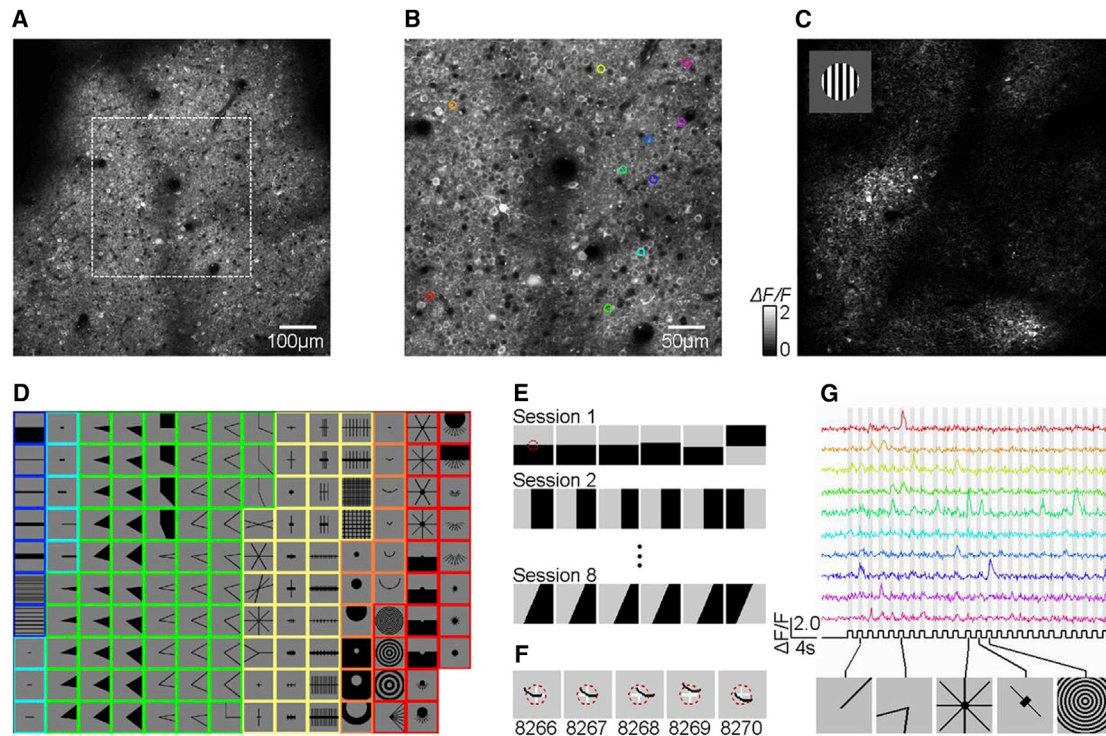 A
B
C
100μm
50μm
ΔF/F
2
0
D
E
G
Session 1
Session 2
Session 8
F
8266 8267 8268 8269 8270
ΔF/F
2.0
4s